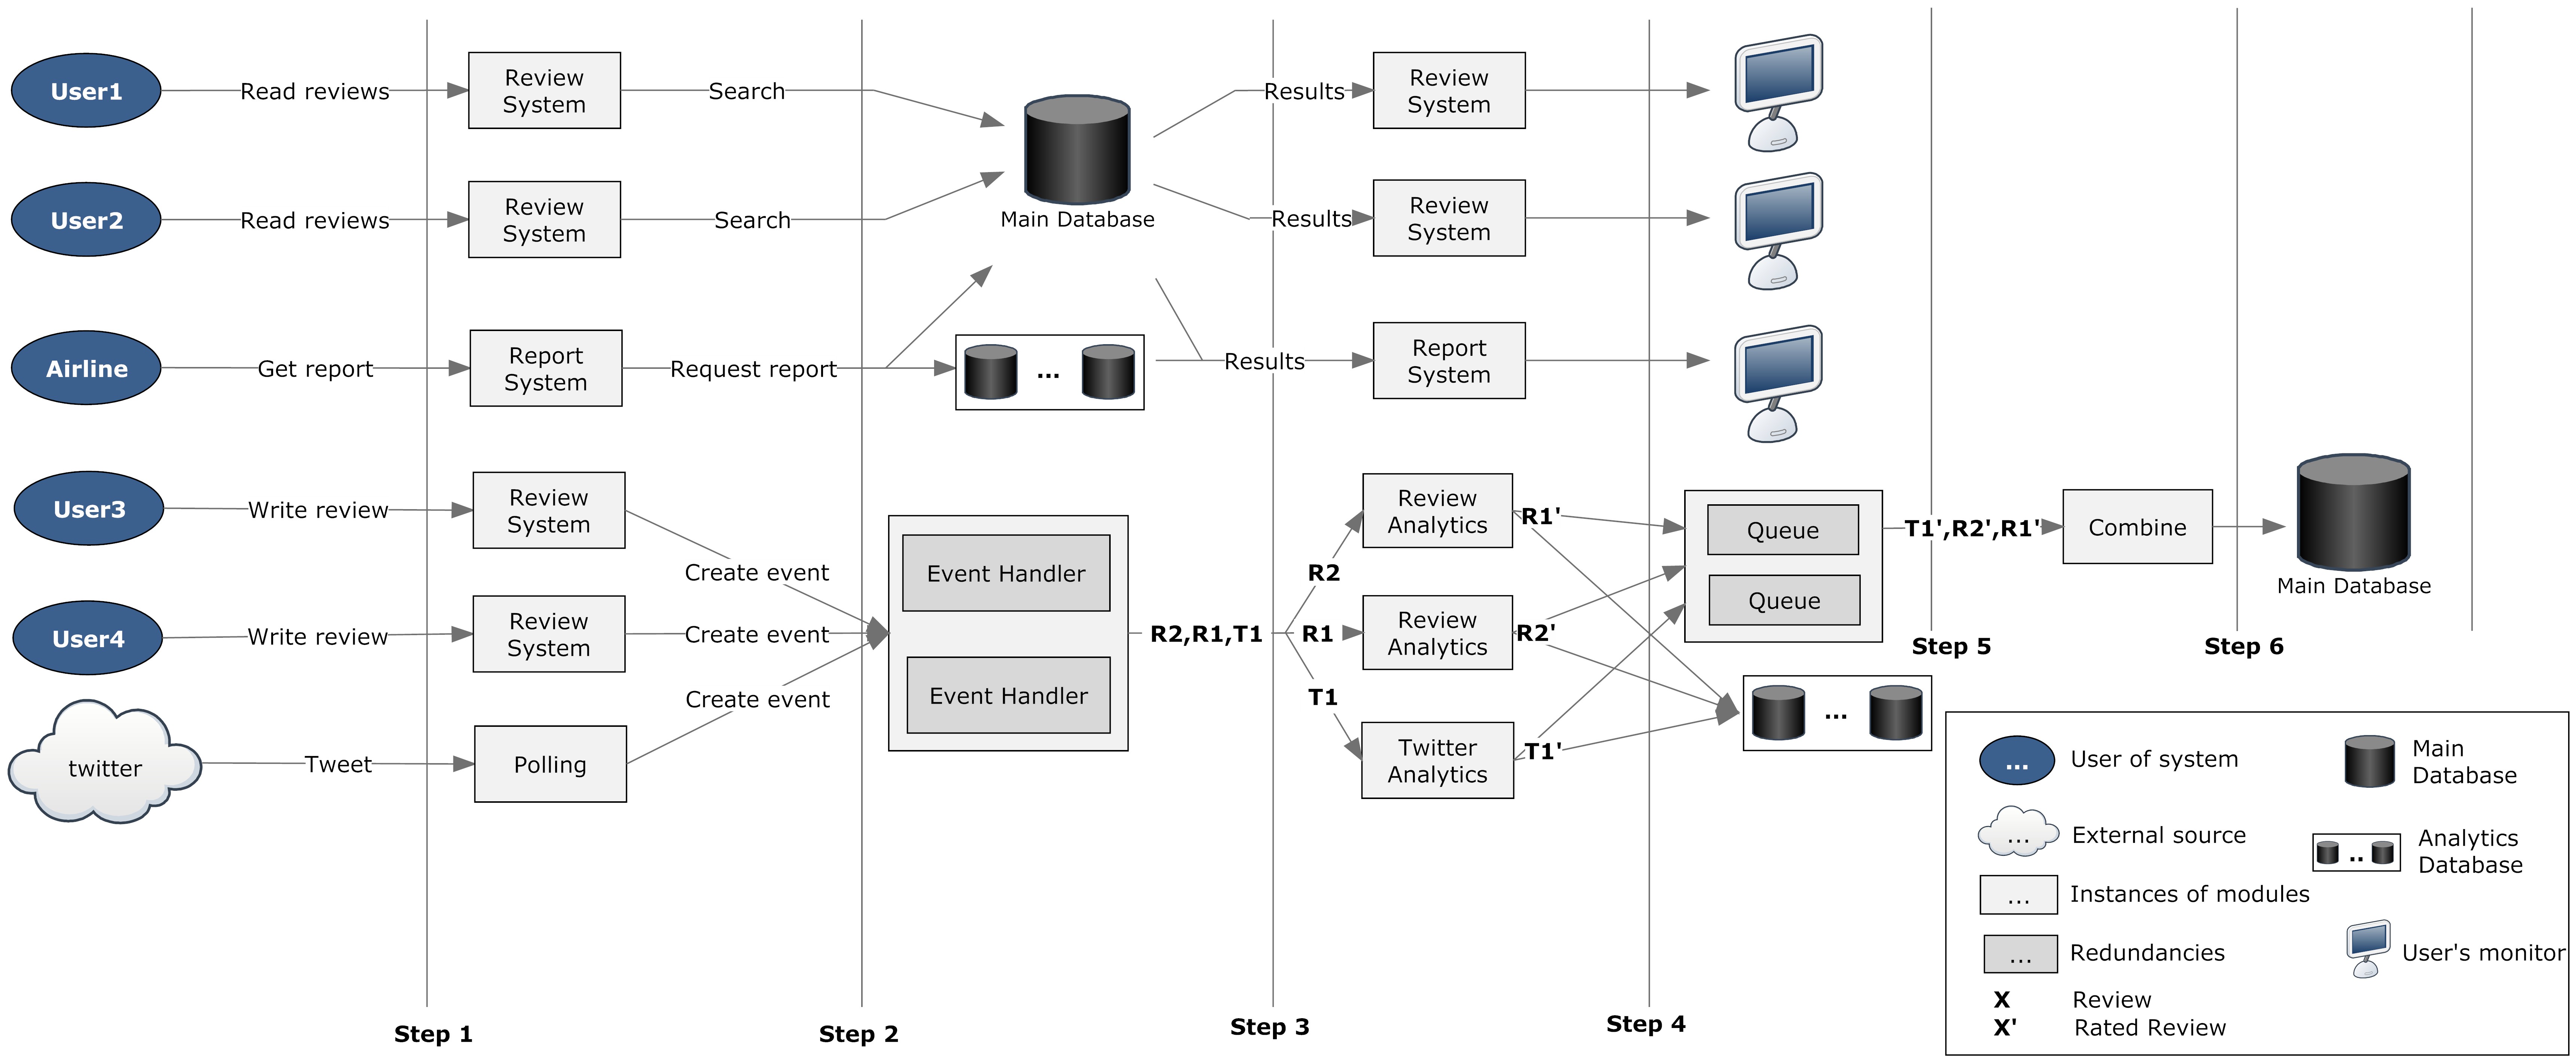 User1
Read reviews
Review
System
Search
Main Database
Results
Review
System
User2
Read reviews
Review
System
Search
Results
Review
System
Airline
Get report
Report
System
Request report
...
Results
Report
System
User3
Write review
Review
System
Create event
User4
Write review
Review
System
Create event
twitter
Tweet
Polling
Create event
Event Handler
Event Handler
R2,R1,T1
R2
R1
T1
Review
Analytics
Review
Analytics
Twitter
Analytics
R1'
R2'
T1'
Queue
Queue
...
T1',R2',R1'
Combine
Main Database
Step 1
Step 2
Step 3
Step 4
Step 5
Step 6
... User of system
... External source
... Instances of modules
... Redundancies
X Review
X' Rated Review
Main
Database
.. Analytics
Database
User's monitor